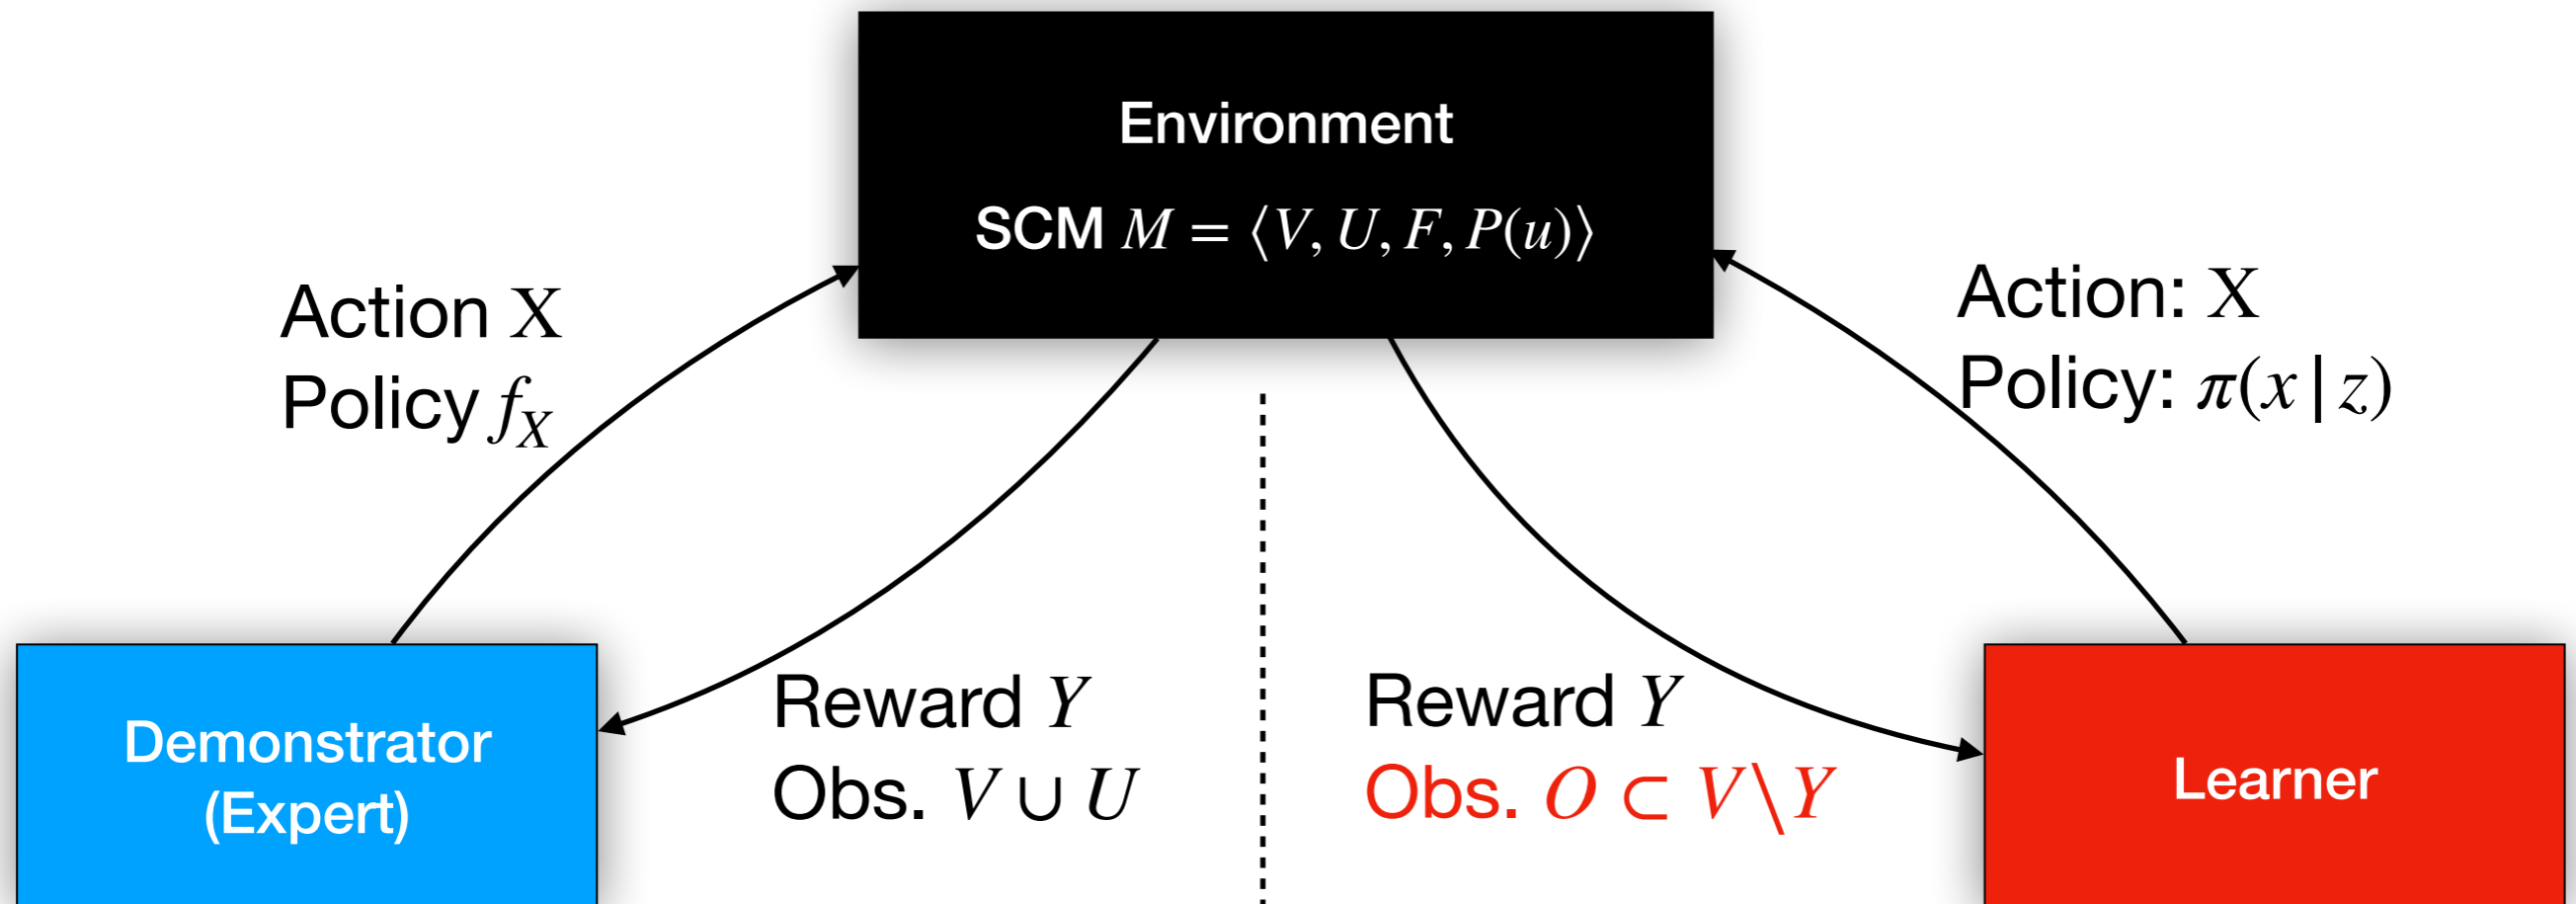 Environment
SCM M = ⟨V, U, F, P(u)⟩
Action X
Policy f_X
Action: X
Policy: π(x | z)
Reward Y
Obs. V ∪ U
Reward Y
Obs. O ⊂ V\Y
Demonstrator
(Expert)
Learner